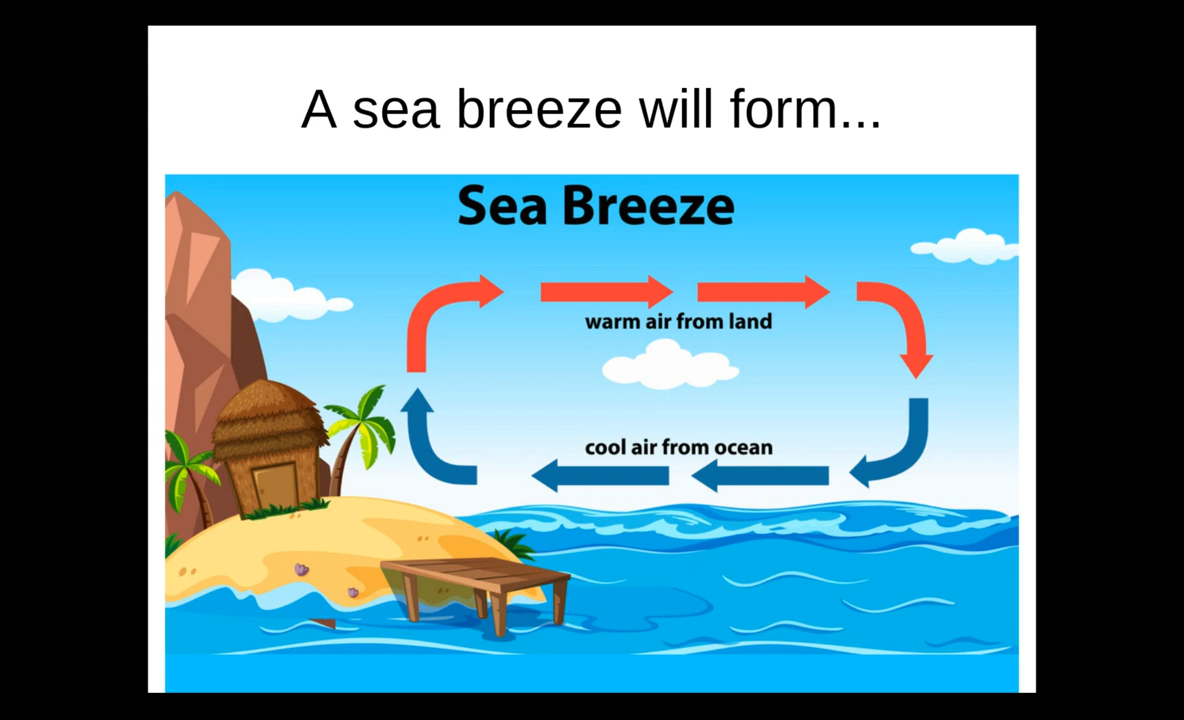 A sea breeze will form...
Sea Breeze
warm air from land
cool air from ocean